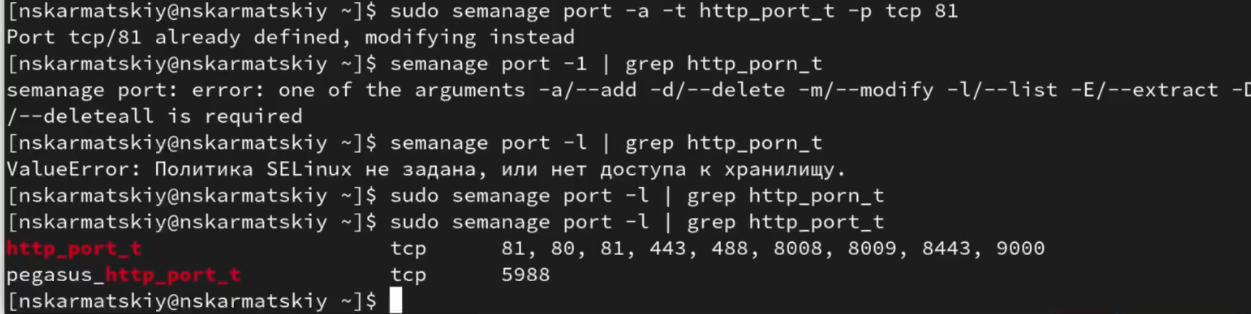 [nskarmatskiy@nskarmatskiy ~]$ sudo semanage port -a -t http_port_t -p tcp 81
Port tcp/81 already defined, modifying instead
[nskarmatskiy@nskarmatskiy ~]$ semanage port -1 | grep http_porn_t
semanage port: error: one of the arguments -a/--add -d/--delete -m/--modify -l/--list -E/--extract -D
/--deleteall is required
[nskarmatskiy@nskarmatskiy ~]$ semanage port -l | grep http_porn_t
ValueError: Политика SELinux не задана, или нет доступа к хранилищу.
[nskarmatskiy@nskarmatskiy ~]$ sudo semanage port -l | grep http_porn_t
[nskarmatskiy@nskarmatskiy ~]$ sudo semanage port -l | grep http_port_t
http_port_t tcp 81, 80, 81, 443, 488, 8008, 8009, 8443, 9000
pegasus_http_port_t tcp 5988
[nskarmatskiy@nskarmatskiy ~]$